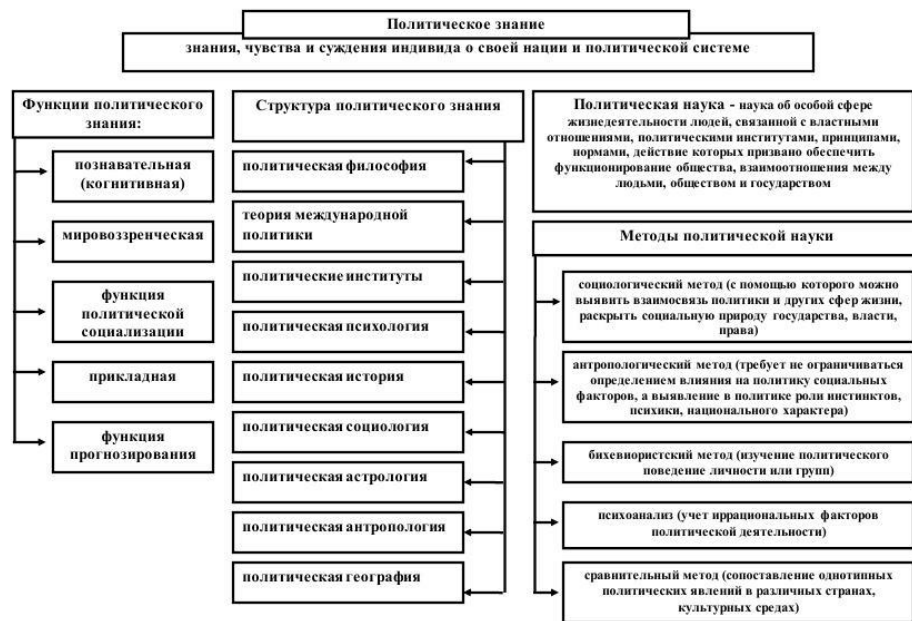 Политическое знание
знания, чувства и суждения индивида о своей нации и политической системе
Функции политического
знания:
познавательная
(когнитивная)
мировоззренческая
функция
политической
социализации
прикладная
функция
прогнозирования
Структура политического знания
политическая философия
теория международной
политики
политические институты
политическая психология
политическая история
политическая социология
политическая астрология
политическая антропология
политическая география
Политическая наука - наука об особой сфере
жизнедеятельности людей, связанной с властными
отношениями, политическими институтами, принципами,
нормами, действие которых призвано обеспечить
функционирование общества, взаимоотношения между
людьми, обществом и государством
Методы политической науки
социологический метод (с помощью которого можно
выявить взаимосвязь политики и других сфер жизни,
раскрыть социальную природу государства, власти,
права)
антропологический метод (требует не ограничиваться
определением влияния на политику социальных
факторов, а выявление в политике роли инстинктов,
психики, национального характера)
бихевиористский метод (изучение политического
поведение личности или групп)
психоанализ (учет иррациональных факторов
политической деятельности)
сравнительный метод (сопоставление однотипных
политических явлений в различных странах,
культурных средах)